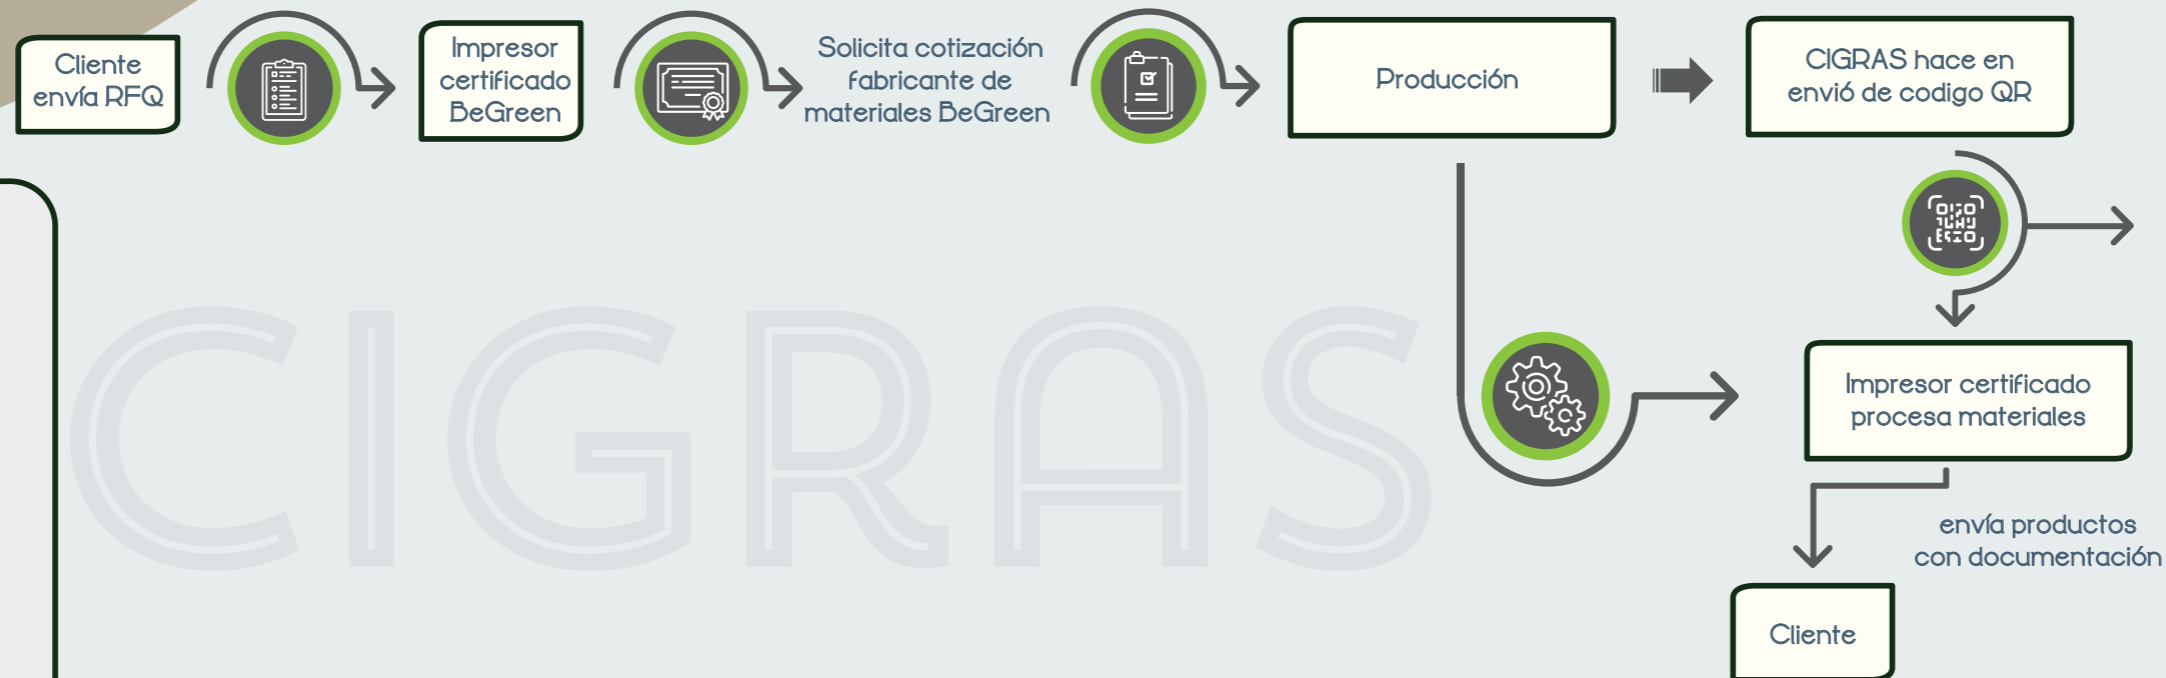 Cliente
envía RFQ
Impresor
certificado
BeGreen
Solicita cotización
fabricante de
materiales BeGreen
Producción
CIGRAS hace en
envió de codigo QR
CIGRAS
Impresor certificado
procesa materiales
envía productos
con documentación
Cliente